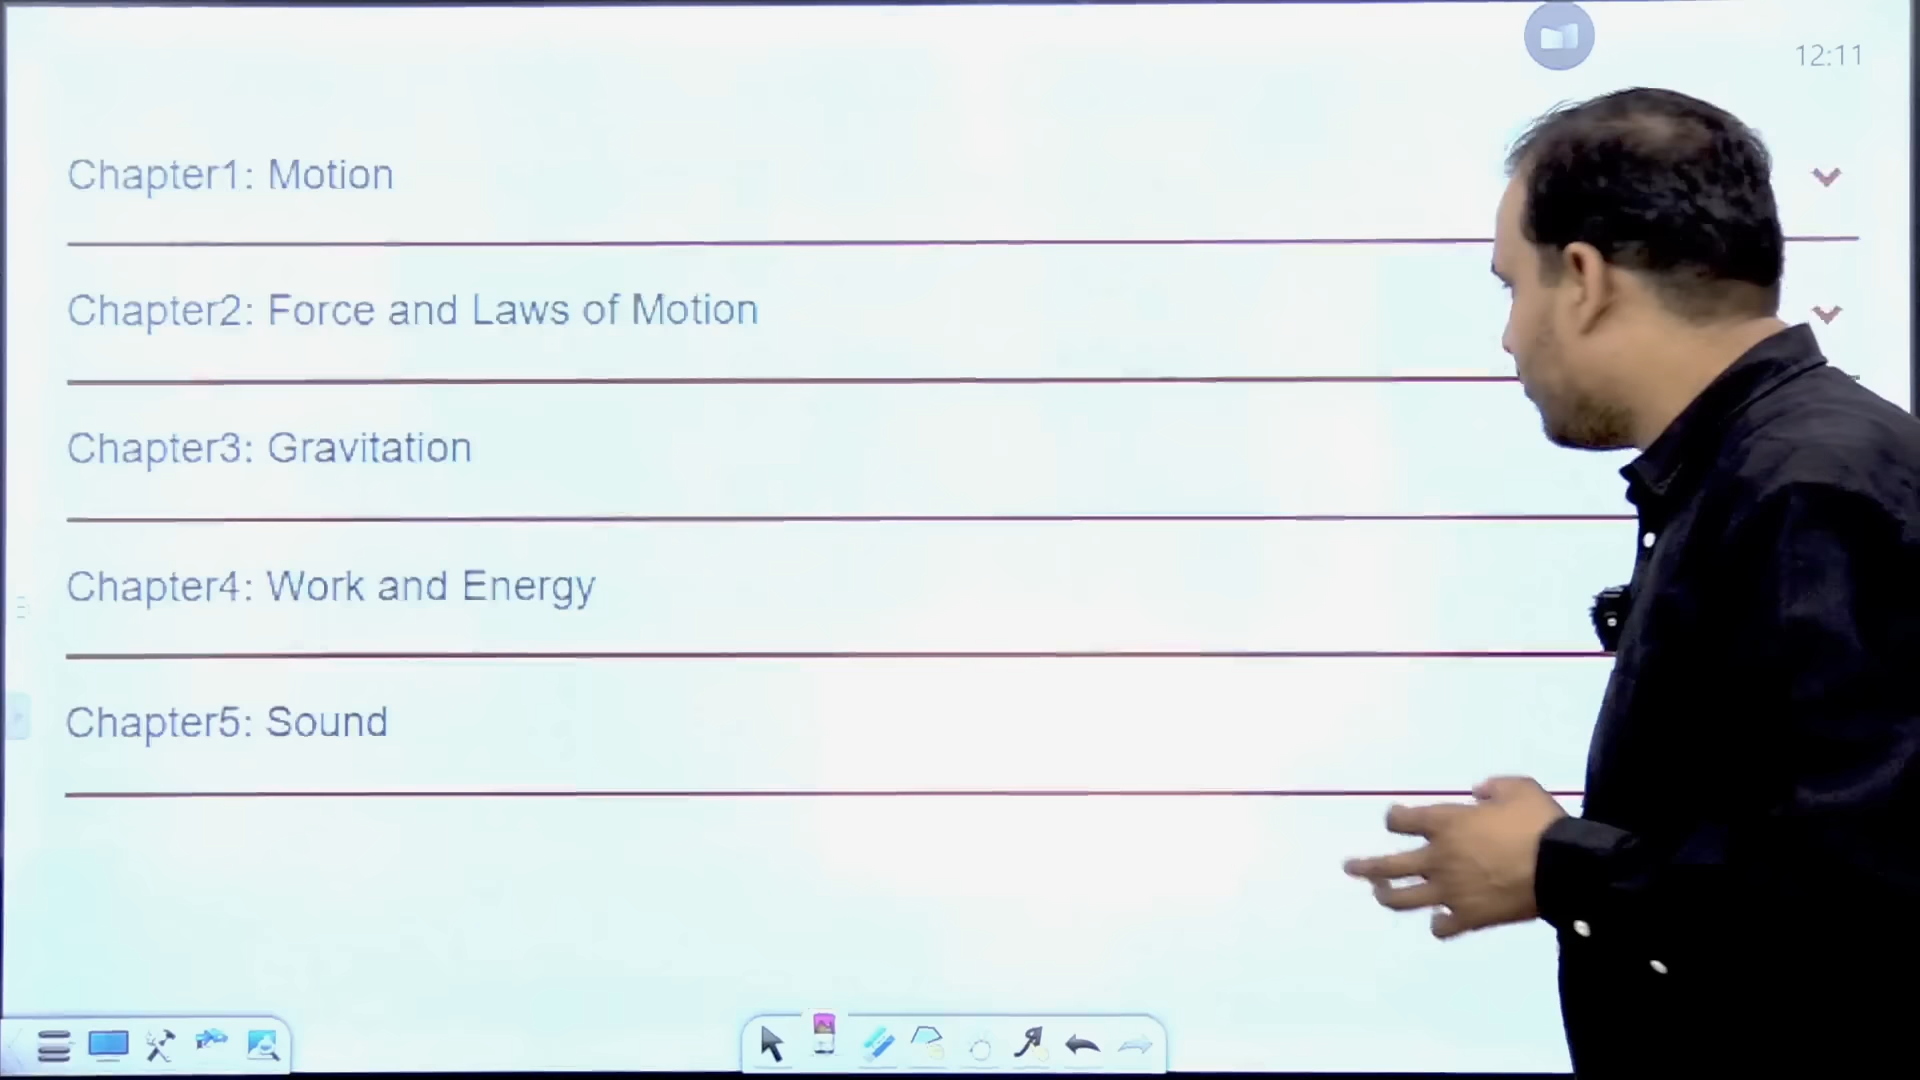 12:11
Chapter1: Motion
Chapter2: Force and Laws of Motion
Chapter3: Gravitation
Chapter4: Work and Energy
Chapter5: Sound